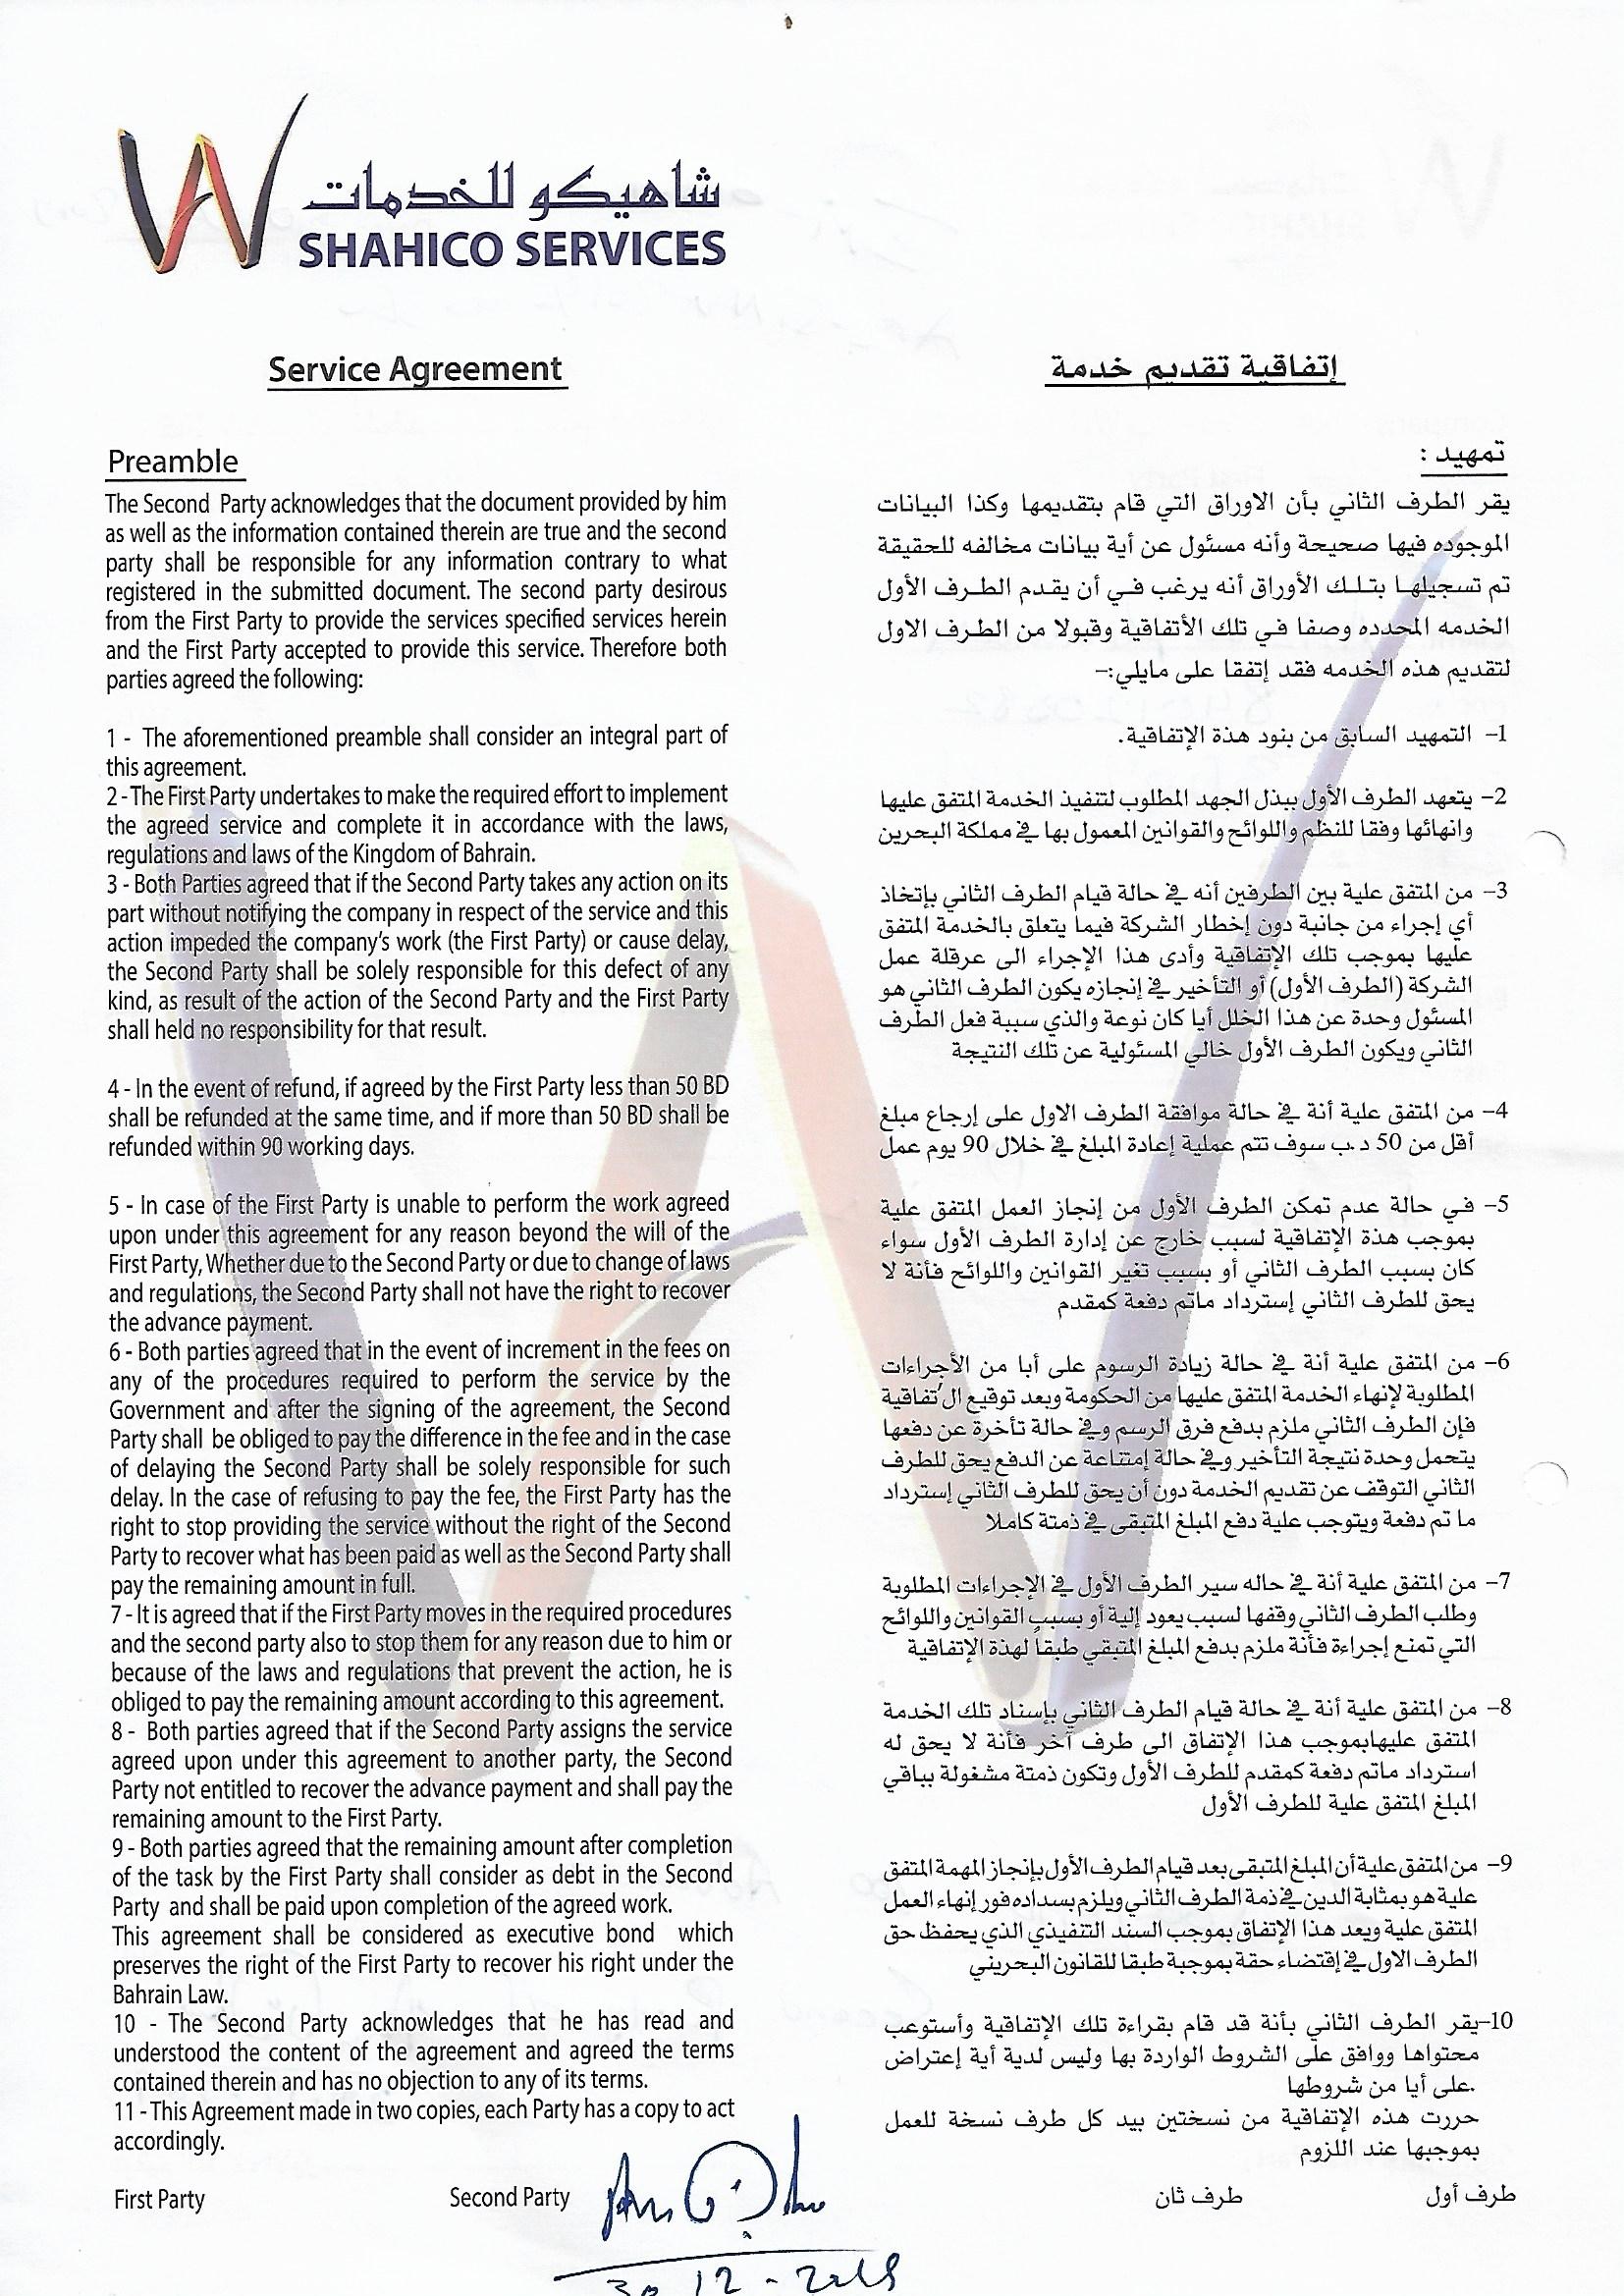 شاهيكو للخدمات
SHAHICO SERVICES
Service Agreement
Preamble
The Second Party acknowledges that the document provided by him
as well as the information contained therein are true and the second
party shall be responsible for any information contrary to what
registered in the submitted document. The second party desirous
from the First Party to provide the services specified services herein
and the First Party accepted to provide this service. Therefore both
parties agreed the following:
1 - The aforementioned preamble shall consider an integral part of
this agreement.
2 -The First Party undertakes to make the required effort to implement
the agreed service and complete it in accordance with the laws,
regulations and laws of the Kingdom of Bahrain.
3 - Both Parties agreed that if the Second Party takes any action on its
part without notifying the company in respect of the service and this
action impeded the company's work (the First Party) or cause delay,
the Second Party shall be solely responsible for this defect of any
kind, as result of the action of the Second Party and the First Party
shall held no responsibility for that result.
4 - In the event of refund, if agreed by the First Party less than 50 BD
shall be refunded at the same time, and if more than 50 BD shall be
refunded within 90 working days.
5 - In case of the First Party is unable to perform the work agreed
upon under this agreement for any reason beyond the will of the
First Party, Whether due to the Second Party or due to change of laws
and regulations, the Second Party shall not have the right to recover
the advance payment.
6 - Both parties agreed that in the event of increment in the fees on
any of the procedures required to perform the service by the
Government and after the signing of the agreement, the Second
Party shall be obliged to pay the difference in the fee and in the case
of delaying the Second Party shall be solely responsible for such
delay. In the case of refusing to pay the fee, the First Party has the
right to stop providing the service without the right of the Second
Party to recover what has been paid as well as the Second Party shall
pay the remaining amount in full.
7 - It is agreed that if the First Party moves in the required procedures
and the second party also to stop them for any reason due to him or
because of the laws and regulations that prevent the action, he is
obliged to pay the remaining amount according to this agreement.
8 - Both parties agreed that if the Second Party assigns the service
agreed upon under this agreement to another party, the Second
Party not entitled to recover the advance payment and shall pay the
remaining amount to the First Party.
9 - Both parties agreed that the remaining amount after completion
of the task by the First Party shall consider as debt in the Second
Party and shall be paid upon completion of the agreed work.
This agreement shall be considered as executive bond which
preserves the right of the First Party to recover his right under the
Bahrain Law.
10 - The Second Party acknowledges that he has read and
understood the content of the agreement and agreed the terms
contained therein and has no objection to any of its terms.
11 - This Agreement made in two copies, each Party has a copy to act
accordingly.
First Party
Second Party
30 12 - 2018
إتفاقية تقديم خدمة
تمهيد :
يقر الطرف الثاني بأن الاوراق التي قام بتقديمها وكذا البيانات
الموجوده فيها صحيحة وأنه مسئول عن أية بيانات مخالفه للحقيقة
تم تسجيلها بتلك الأوراق أنه يرغب في أن يقدم الطرف الأول
الخدمه المحدده وصفا في تلك الأتفاقية وقبولا من الطرف الاول
لتقديم هذه الخدمه فقد إتفقا على مايلي:-
1- التمهيد السابق من بنود هذة الإتفاقية.
2- يتعهد الطرف الأول ببذل الجهد المطلوب لتنفيذ الخدمة المتفق عليها
وانهائها وفقا للنظم واللوائح والقوانين المعمول بها في مملكة البحرين
3- من المتفق علية بين الطرفين أنه في حالة قيام الطرف الثاني بإتخاذ
أي إجراء من جانبة دون إخطار الشركة فيما يتعلق بالخدمة المتفق
عليها بموجب تلك الإتفاقية وأدى هذا الإجراء الى عرقلة عمل
الشركة (الطرف الأول) أو التأخير في إنجازه يكون الطرف الثاني هو
المسئول وحدة عن هذا الخلل أيا كان نوعة والذي سببة فعل الطرف
الثاني ويكون الطرف الأول خالي المسئولية عن تلك النتيجة
4- من المتفق علية أنة في حالة موافقة الطرف الاول على إرجاع مبلغ
أقل من 50 د.ب سوف تتم عملية إعادة المبلغ في خلال 90 يوم عمل
5- في حالة عدم تمكن الطرف الأول من إنجاز العمل المتفق علية
بموجب هذة الإتفاقية لسبب خارج عن إدارة الطرف الأول سواء
كان بسبب الطرف الثاني أو بسبب تغير القوانين واللوائح فأنة لا
يحق للطرف الثاني إسترداد ماتم دفعة كمقدم
6- من المتفق علية أنة في حالة زيادة الرسوم على أبا من الأجراءات
المطلوبة لإنهاء الخدمة المتفق عليها من الحكومة وبعد توقيع الاتفاقية
فإن الطرف الثاني ملزم بدفع فرق الرسم وفي حالة تأخرة عن دفعها
يتحمل وحدة نتيجة التأخير وفي حالة إمتناعة عن الدفع يحق للطرف
الثاني التوقف عن تقديم الخدمة دون أن يحق للطرف الثاني إسترداد
ما تم دفعة ويتوجب علية دفع المبلغ المتبقى في ذمتة كاملا
7- من المتفق علية أنة في حاله سير الطرف الأول في الإجراءات المطلوبة
وطلب الطرف الثاني وقفها لسبب يعود إلية أو بسبب القوانين واللوائح
التي تمنع إجراءة فأنة ملزم بدفع المبلغ المتبقي طبقاً لهذة الإتفاقية
8- من المتفق علية أنة في حالة قيام الطرف الثاني بإسناد تلك الخدمة
المتفق عليهابموجب هذا الإتفاق الى طرف آخر فأنة لا يحق له
استرداد ماتم دفعة كمقدم للطرف الأول وتكون ذمتة مشغولة بباقي
المبلغ المتفق علية للطرف الأول
9- من المتفق علية أن المبلغ المتبقى بعد قيام الطرف الأول بإنجاز المهمة المتفق
علية هو بمثابة الدين في ذمة الطرف الثاني ويلزم بسداده فور إنهاء العمل
المتفق علية ويعد هذا الإتفاق بموجب السند التنفيذي الذي يحفظ حق
الطرف الاول في إقتضاء حقة بموجبة طبقا للقانون البحريني
10-يقر الطرف الثاني بأنة قد قام بقراءة تلك الإتفاقية وأستوعب
محتواها ووافق على الشروط الواردة بها وليس لدية أية إعتراض
على أيا من شروطها.
حررت هذه الإتفاقية من نسختين بيد كل طرف نسخة للعمل
بموجبها عند اللزوم
طرف أول
طرف ثان